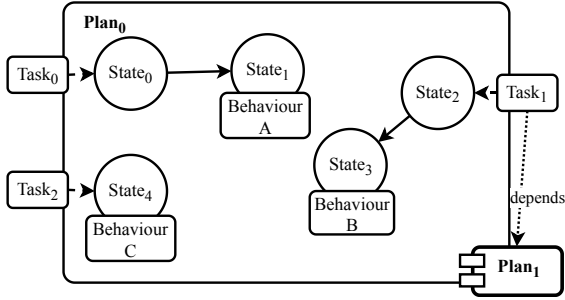 Plan₀
Task₀
State₀
State₁
Behaviour
A
State₂
Task₁
State₃
Behaviour
B
Task₂
State₄
Behaviour
C
depends
Plan₁